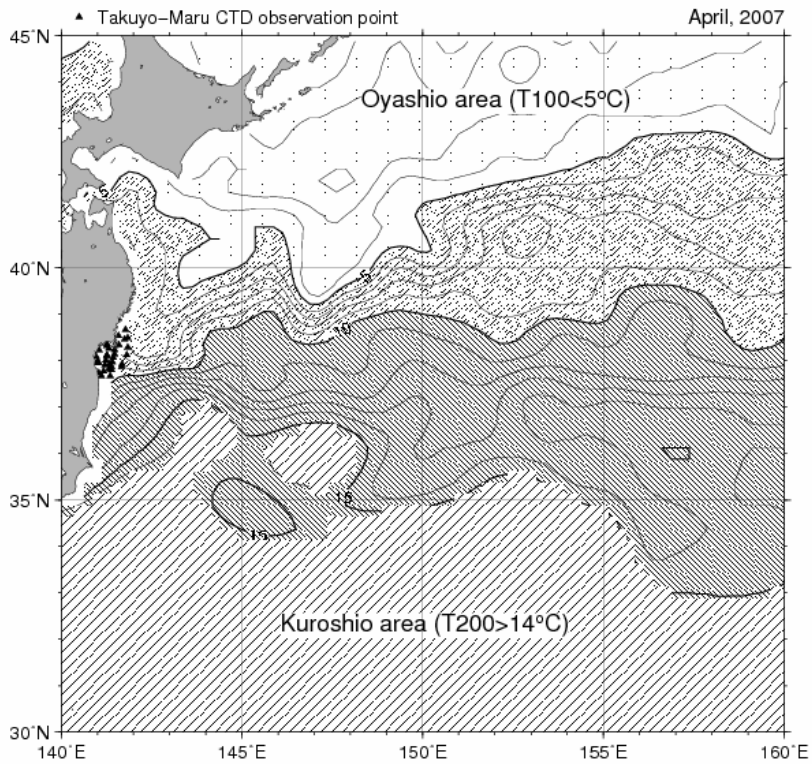 ▲ Takuyo-Maru CTD observation point
April, 2007
45°N
Oyashio area (T100<5°C)
5
40°N
-5
10
35°N
15
15
Kuroshio area (T200>14°C)
30°N
140°E
145°E
150°E
155°E
160°E